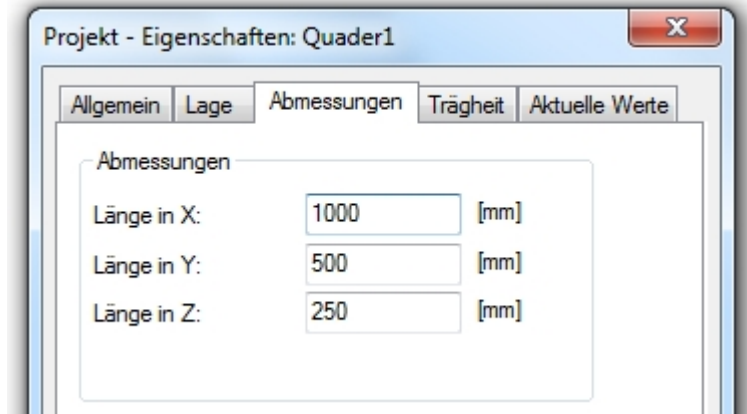 Projekt - Eigenschaften: Quader1
Allgemein Lage Abmessungen Trägheit Aktuelle Werte
Abmessungen
Länge in X: 1000 [mm]
Länge in Y: 500 [mm]
Länge in Z: 250 [mm]